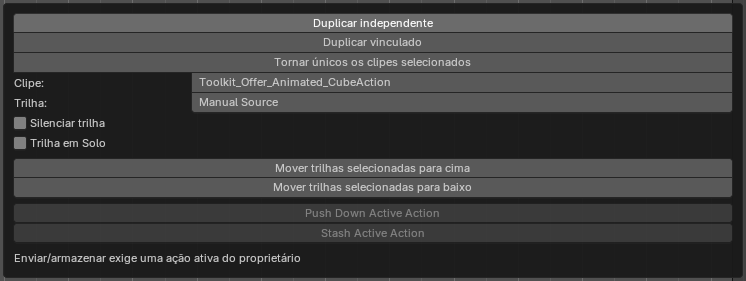 Duplicar independente
Duplicar vinculado
Tornar únicos os clipes selecionados
Clipe: Toolkit_Offer_Animated_CubeAction
Trilha: Manual Source
Silenciar trilha
Trilha em Solo
Mover trilhas selecionadas para cima
Mover trilhas selecionadas para baixo
Push Down Active Action
Stash Active Action
Enviar/armazenar exige uma ação ativa do proprietário